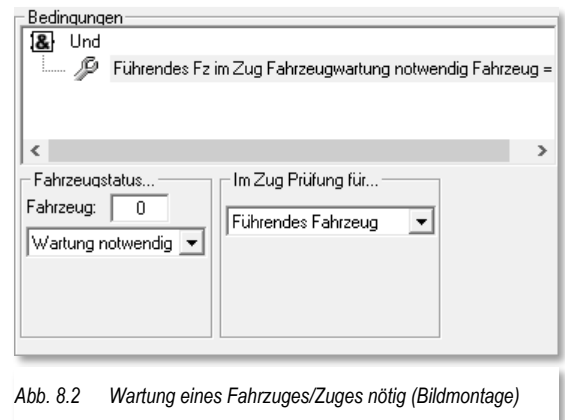 Bedingungen
& Und
Führendes Fz im Zug Fahrzeugwartung notwendig Fahrzeug =
Fahrzeugstatus... Im Zug Prüfung für...
Fahrzeug: 0
Führendes Fahrzeug
Wartung notwendig
Abb. 8.2 Wartung eines Fahrzuges/Zuges nötig (Bildmontage)